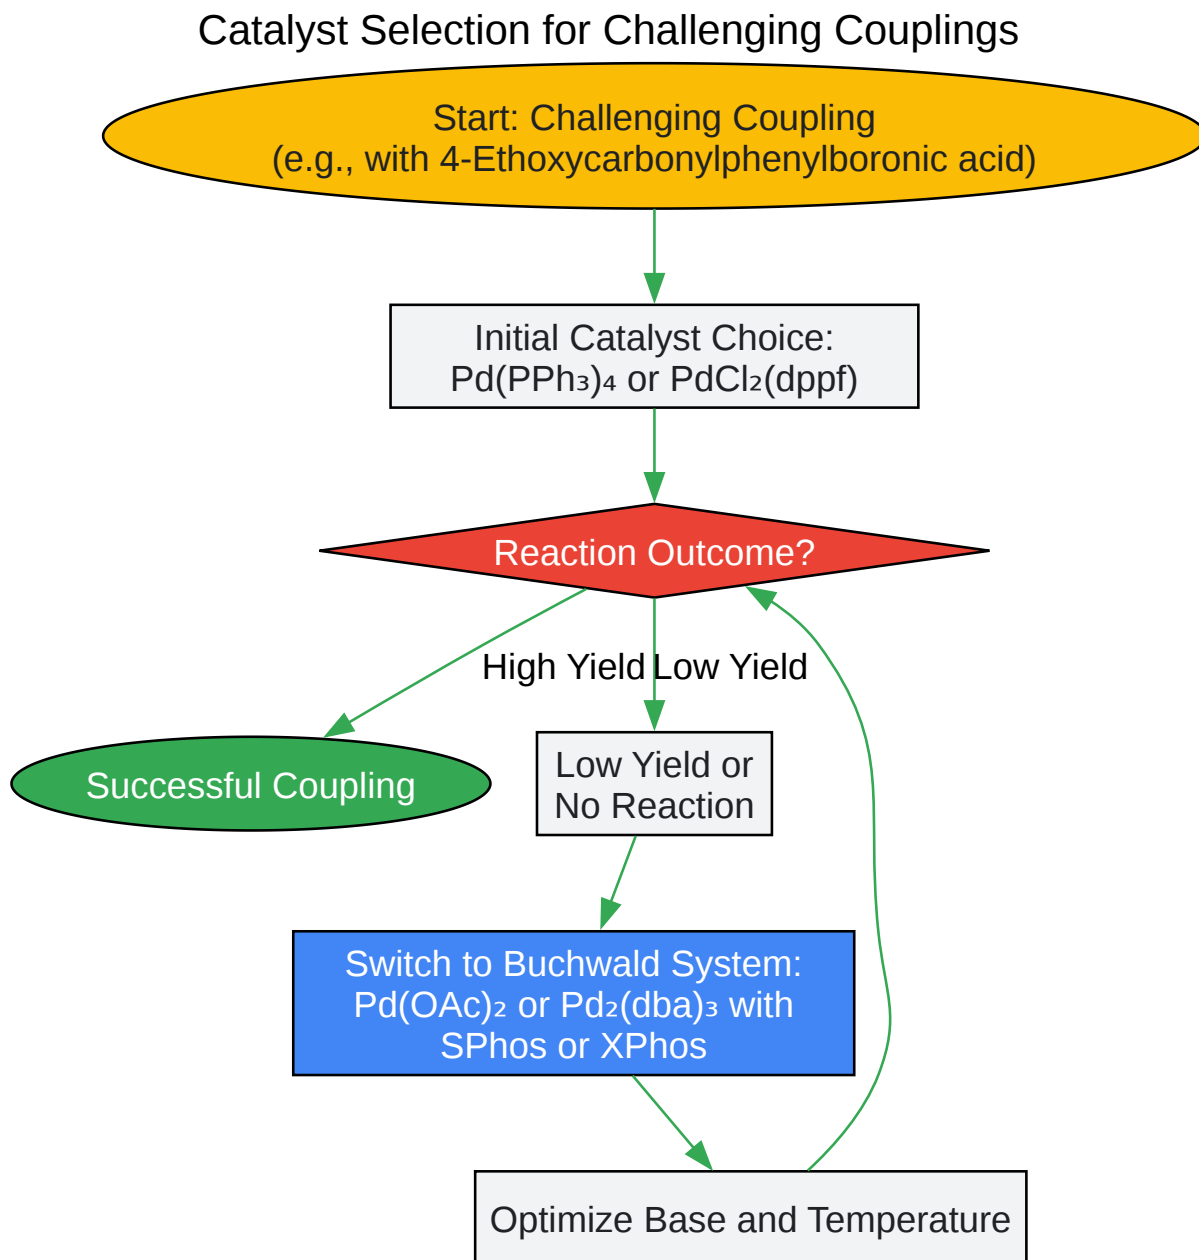 Catalyst Selection for Challenging Couplings
Start: Challenging Coupling
(e.g., with 4-Ethoxycarbonylphenylboronic acid)
Initial Catalyst Choice:
Pd(PPh₃)₄ or PdCl₂(dppf)
Reaction Outcome?
High Yield
Low Yield
Successful Coupling
Low Yield or
No Reaction
Switch to Buchwald System:
Pd(OAc)₂ or Pd₂(dba)₃ with
SPhos or XPhos
Optimize Base and Temperature